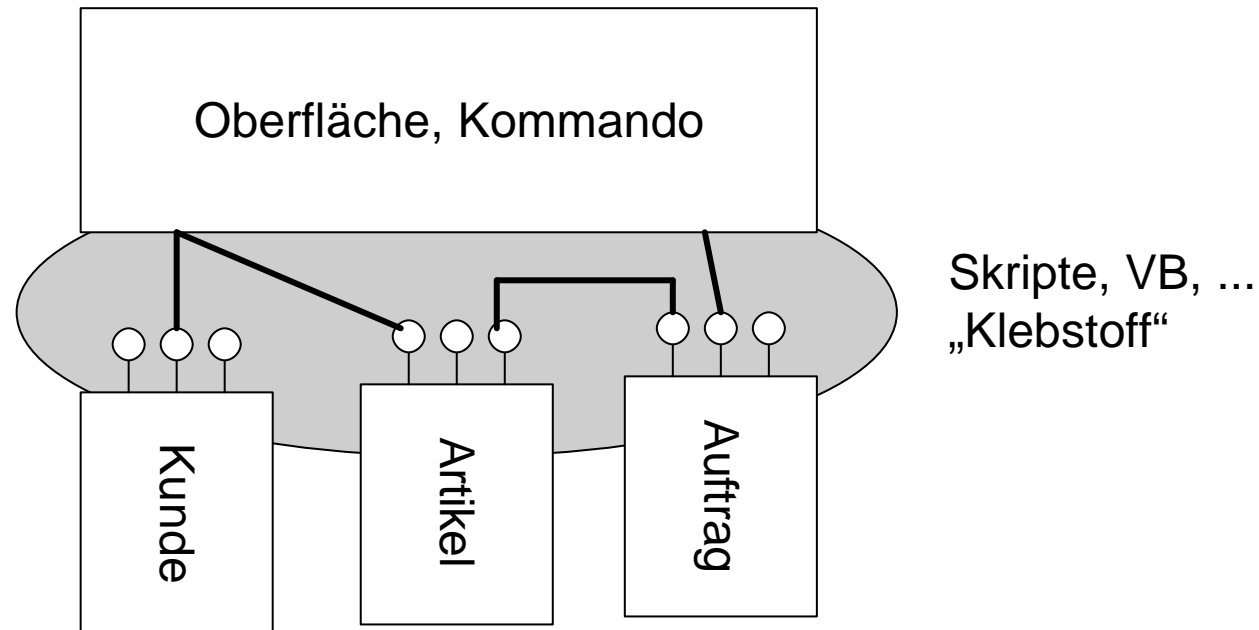 Oberfläche, Kommando
Skripte, VB, ...
„Klebstoff“
Kunde
Artikel
Auftrag